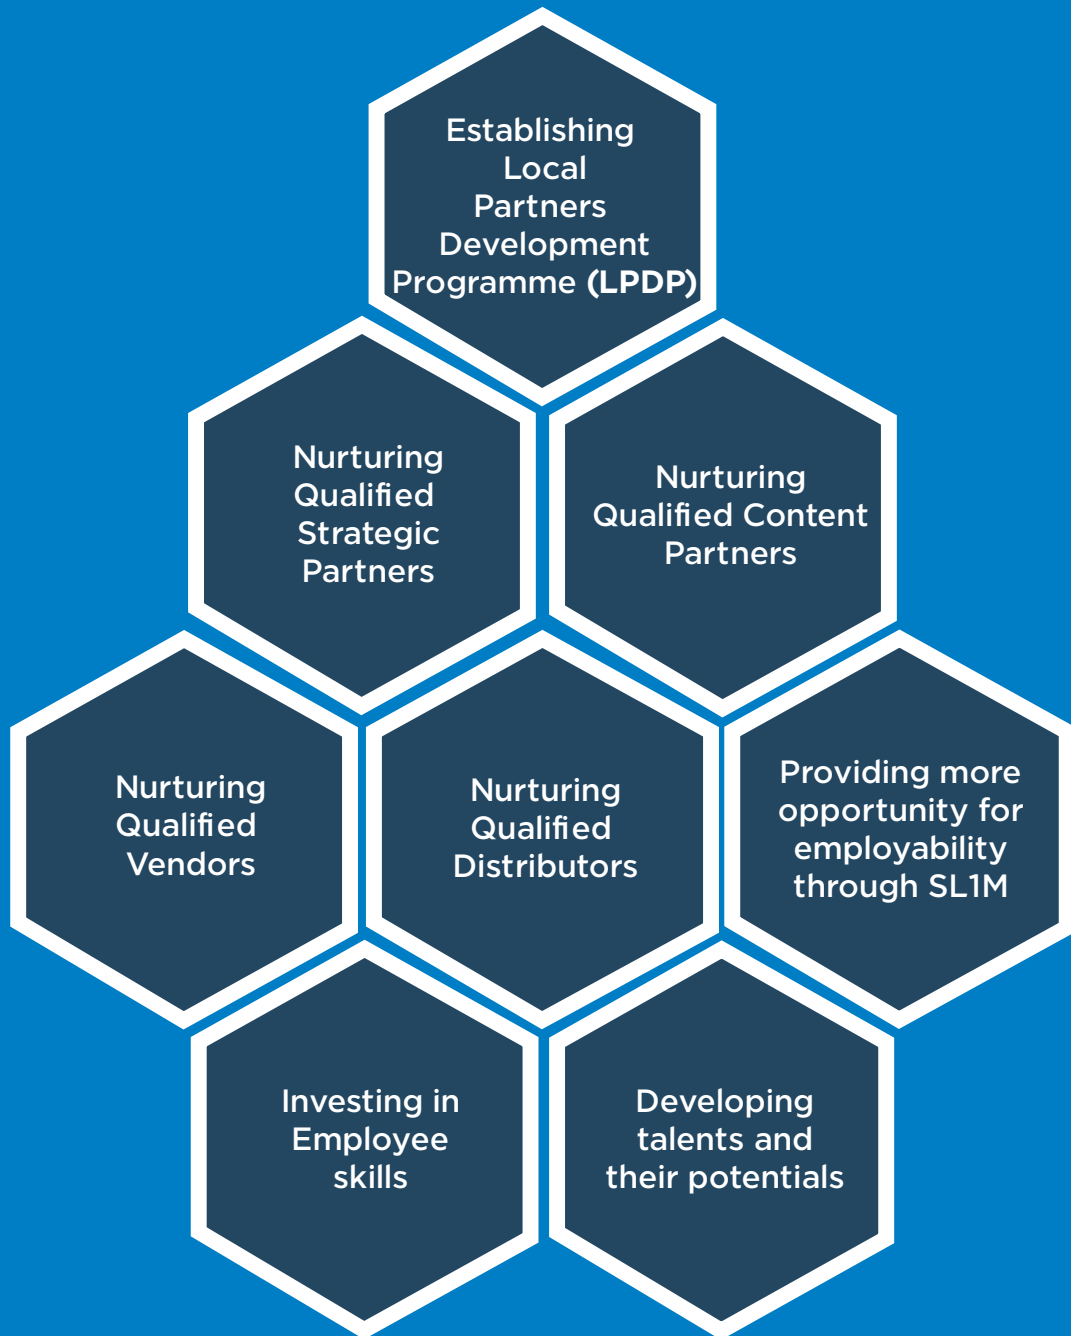 Establishing
Local
Partners
Development
Programme (LPDP)
Nurturing
Qualified
Strategic
Partners
Nurturing
Qualified Content
Partners
Nurturing
Qualified
Vendors
Nurturing
Qualified
Distributors
Providing more
opportunity for
employability
through SL1M
Investing in
Employee
skills
Developing
talents and
their potentials